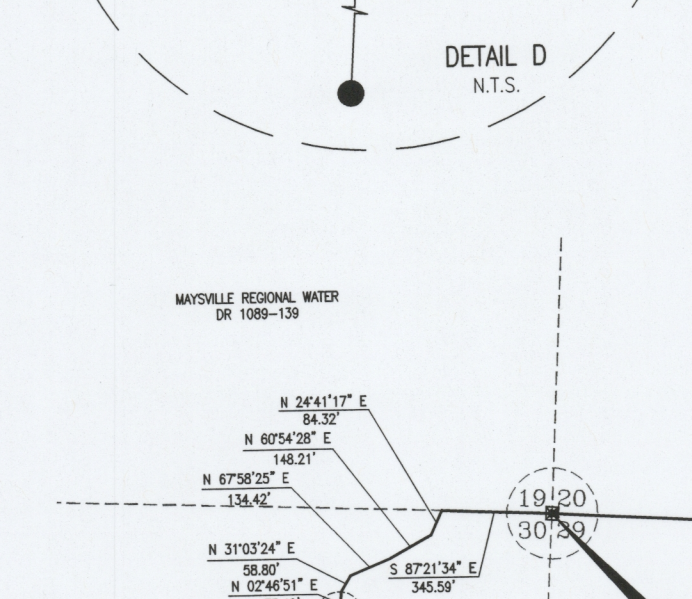 DETAIL D
N.T.S.
MAYSVILLE REGIONAL WATER
DR 1089-139
N 24°41'17" E
84.32'
N 60°54'28" E
148.21'
N 67°58'25" E
134.42'
19 20
30 29
N 31°03'24" E
58.80'
S 87°21'34" E
345.59'
N 02°46'51" E